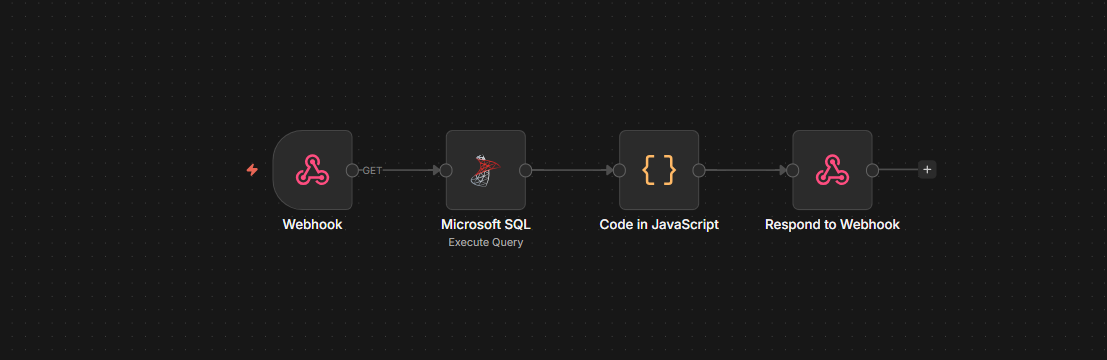 GET
Webhook
Microsoft SQL
Code in JavaScript
Respond to Webhook
Execute Query